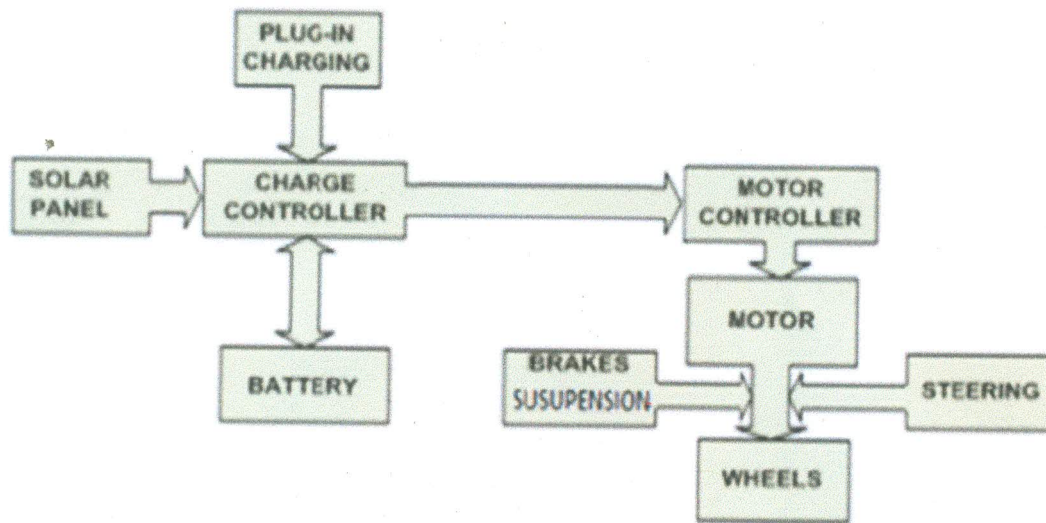 PLUG-IN
CHARGING
SOLAR
PANEL
CHARGE
CONTROLLER
MOTOR
CONTROLLER
MOTOR
BATTERY
BRAKES
SUSUPENSION
STEERING
WHEELS